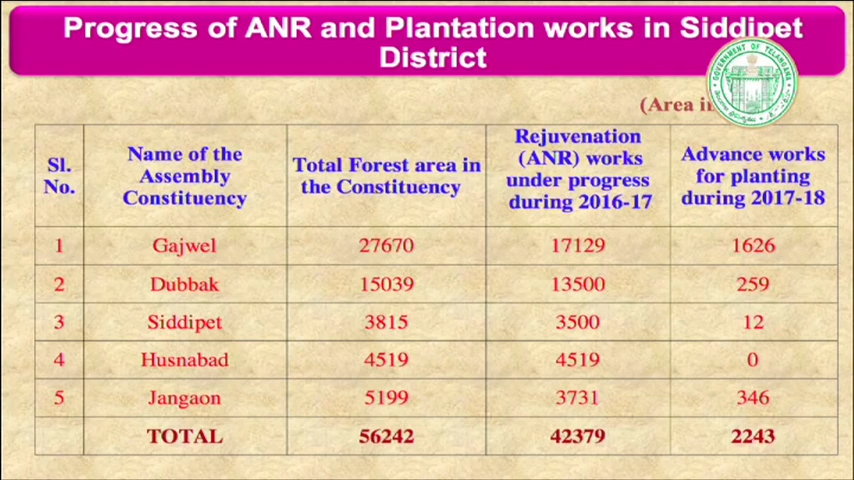 Progress of ANR and Plantation works in Siddipet
District
GOVERNMENT OF TELANGANA
(Area in
Sl. No. Name of the Assembly Constituency Total Forest area in the Constituency Rejuvenation (ANR) works under progress during 2016-17 Advance works for planting during 2017-18
1 Gajwel 27670 17129 1626
2 Dubbak 15039 13500 259
3 Siddipet 3815 3500 12
4 Husnabad 4519 4519 0
5 Jangaon 5199 3731 346
TOTAL 56242 42379 2243